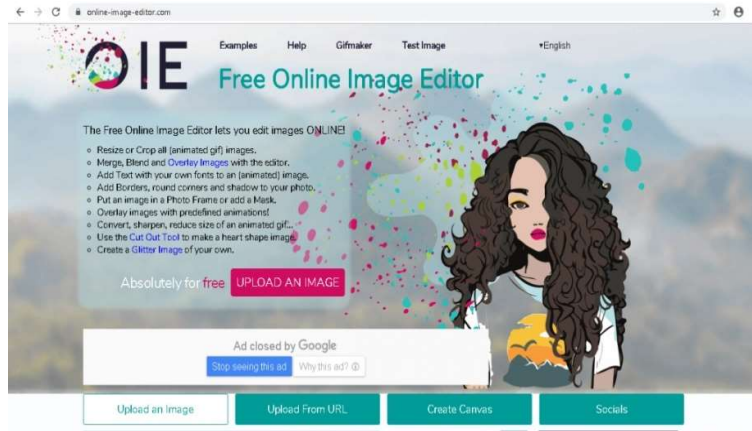 online-image-editor.com
OIE
Examples Help Gifmaker Test Image ▾English
Free Online Image Editor
The Free Online Image Editor lets you edit images ONLINE!
Resize or Crop all (animated gif) images.
Merge, Blend and Overlay Images with the editor.
Add Text with your own fonts to an (animated) image.
Add Borders, round corners and shadow to your photo.
Put an image in a Photo Frame or add a Mask.
Overlay images with predefined animations!
Convert, sharpen, reduce size of an animated gif...
Use the Cut Out Tool to make a heart shape image.
Create a Glitter Image of your own.
Absolutely for free UPLOAD AN IMAGE
Ad closed by Google
Stop seeing this ad Why this ad?
Upload an Image Upload From URL Create Canvas Socials